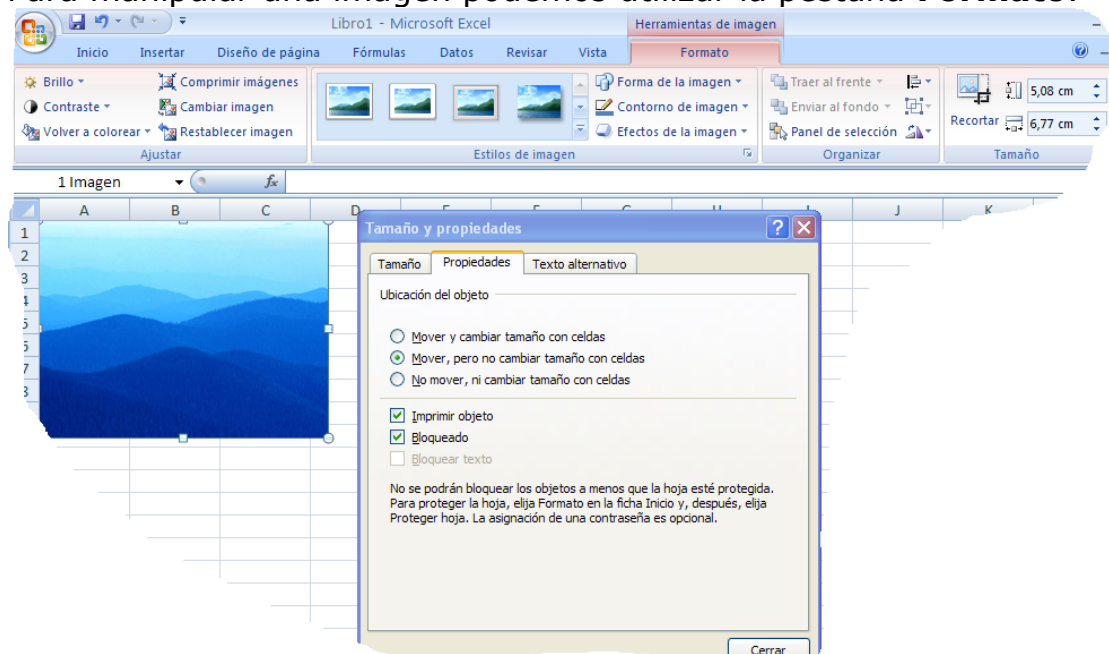 Para manipular una imagen podemos utilizar la pestaña Formato.
Libro1 - Microsoft Excel
Herramientas de imagen
Inicio Insertar Diseño de página Fórmulas Datos Revisar Vista Formato
Brillo Comprimir imágenes Forma de la imagen Traer al frente 5,08 cm
Contraste Cambiar imagen Contorno de imagen Enviar al fondo
Volver a colorear Restablecer imagen Efectos de la imagen Panel de selección Recortar 6,77 cm
Ajustar Estilos de imagen Organizar Tamaño
1 Imagen fx
A B C D J K
1
2
3
4
5
6
7
8
Tamaño y propiedades
Tamaño Propiedades Texto alternativo
Ubicación del objeto
Mover y cambiar tamaño con celdas
Mover, pero no cambiar tamaño con celdas
No mover, ni cambiar tamaño con celdas
Imprimir objeto
Bloqueado
Bloquear texto
No se podrán bloquear los objetos a menos que la hoja esté protegida.
Para proteger la hoja, elija Formato en la ficha Inicio y, después, elija
Proteger hoja. La asignación de una contraseña es opcional.
Cerrar